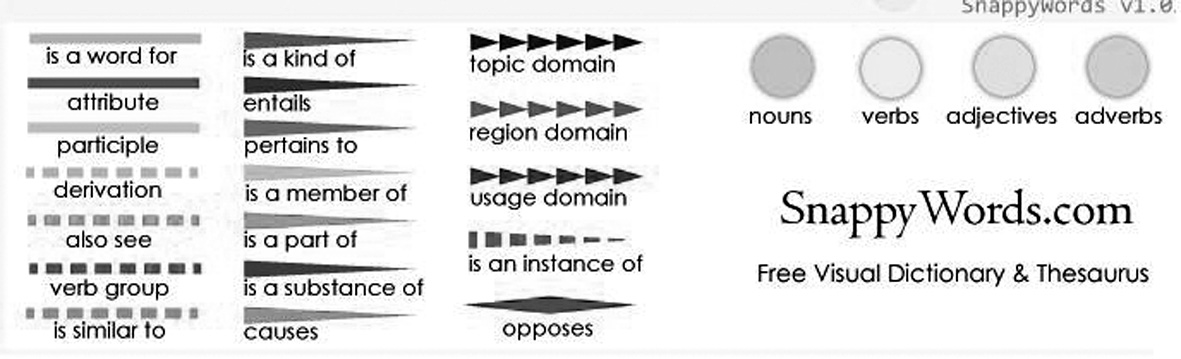 SnappyWords v1.0
is a word for
attribute
participle
derivation
also see
verb group
is similar to
is a kind of
entails
pertains to
is a member of
is a part of
is a substance of
causes
topic domain
region domain
usage domain
is an instance of
opposes
nouns verbs adjectives adverbs
SnappyWords.com
Free Visual Dictionary & Thesaurus